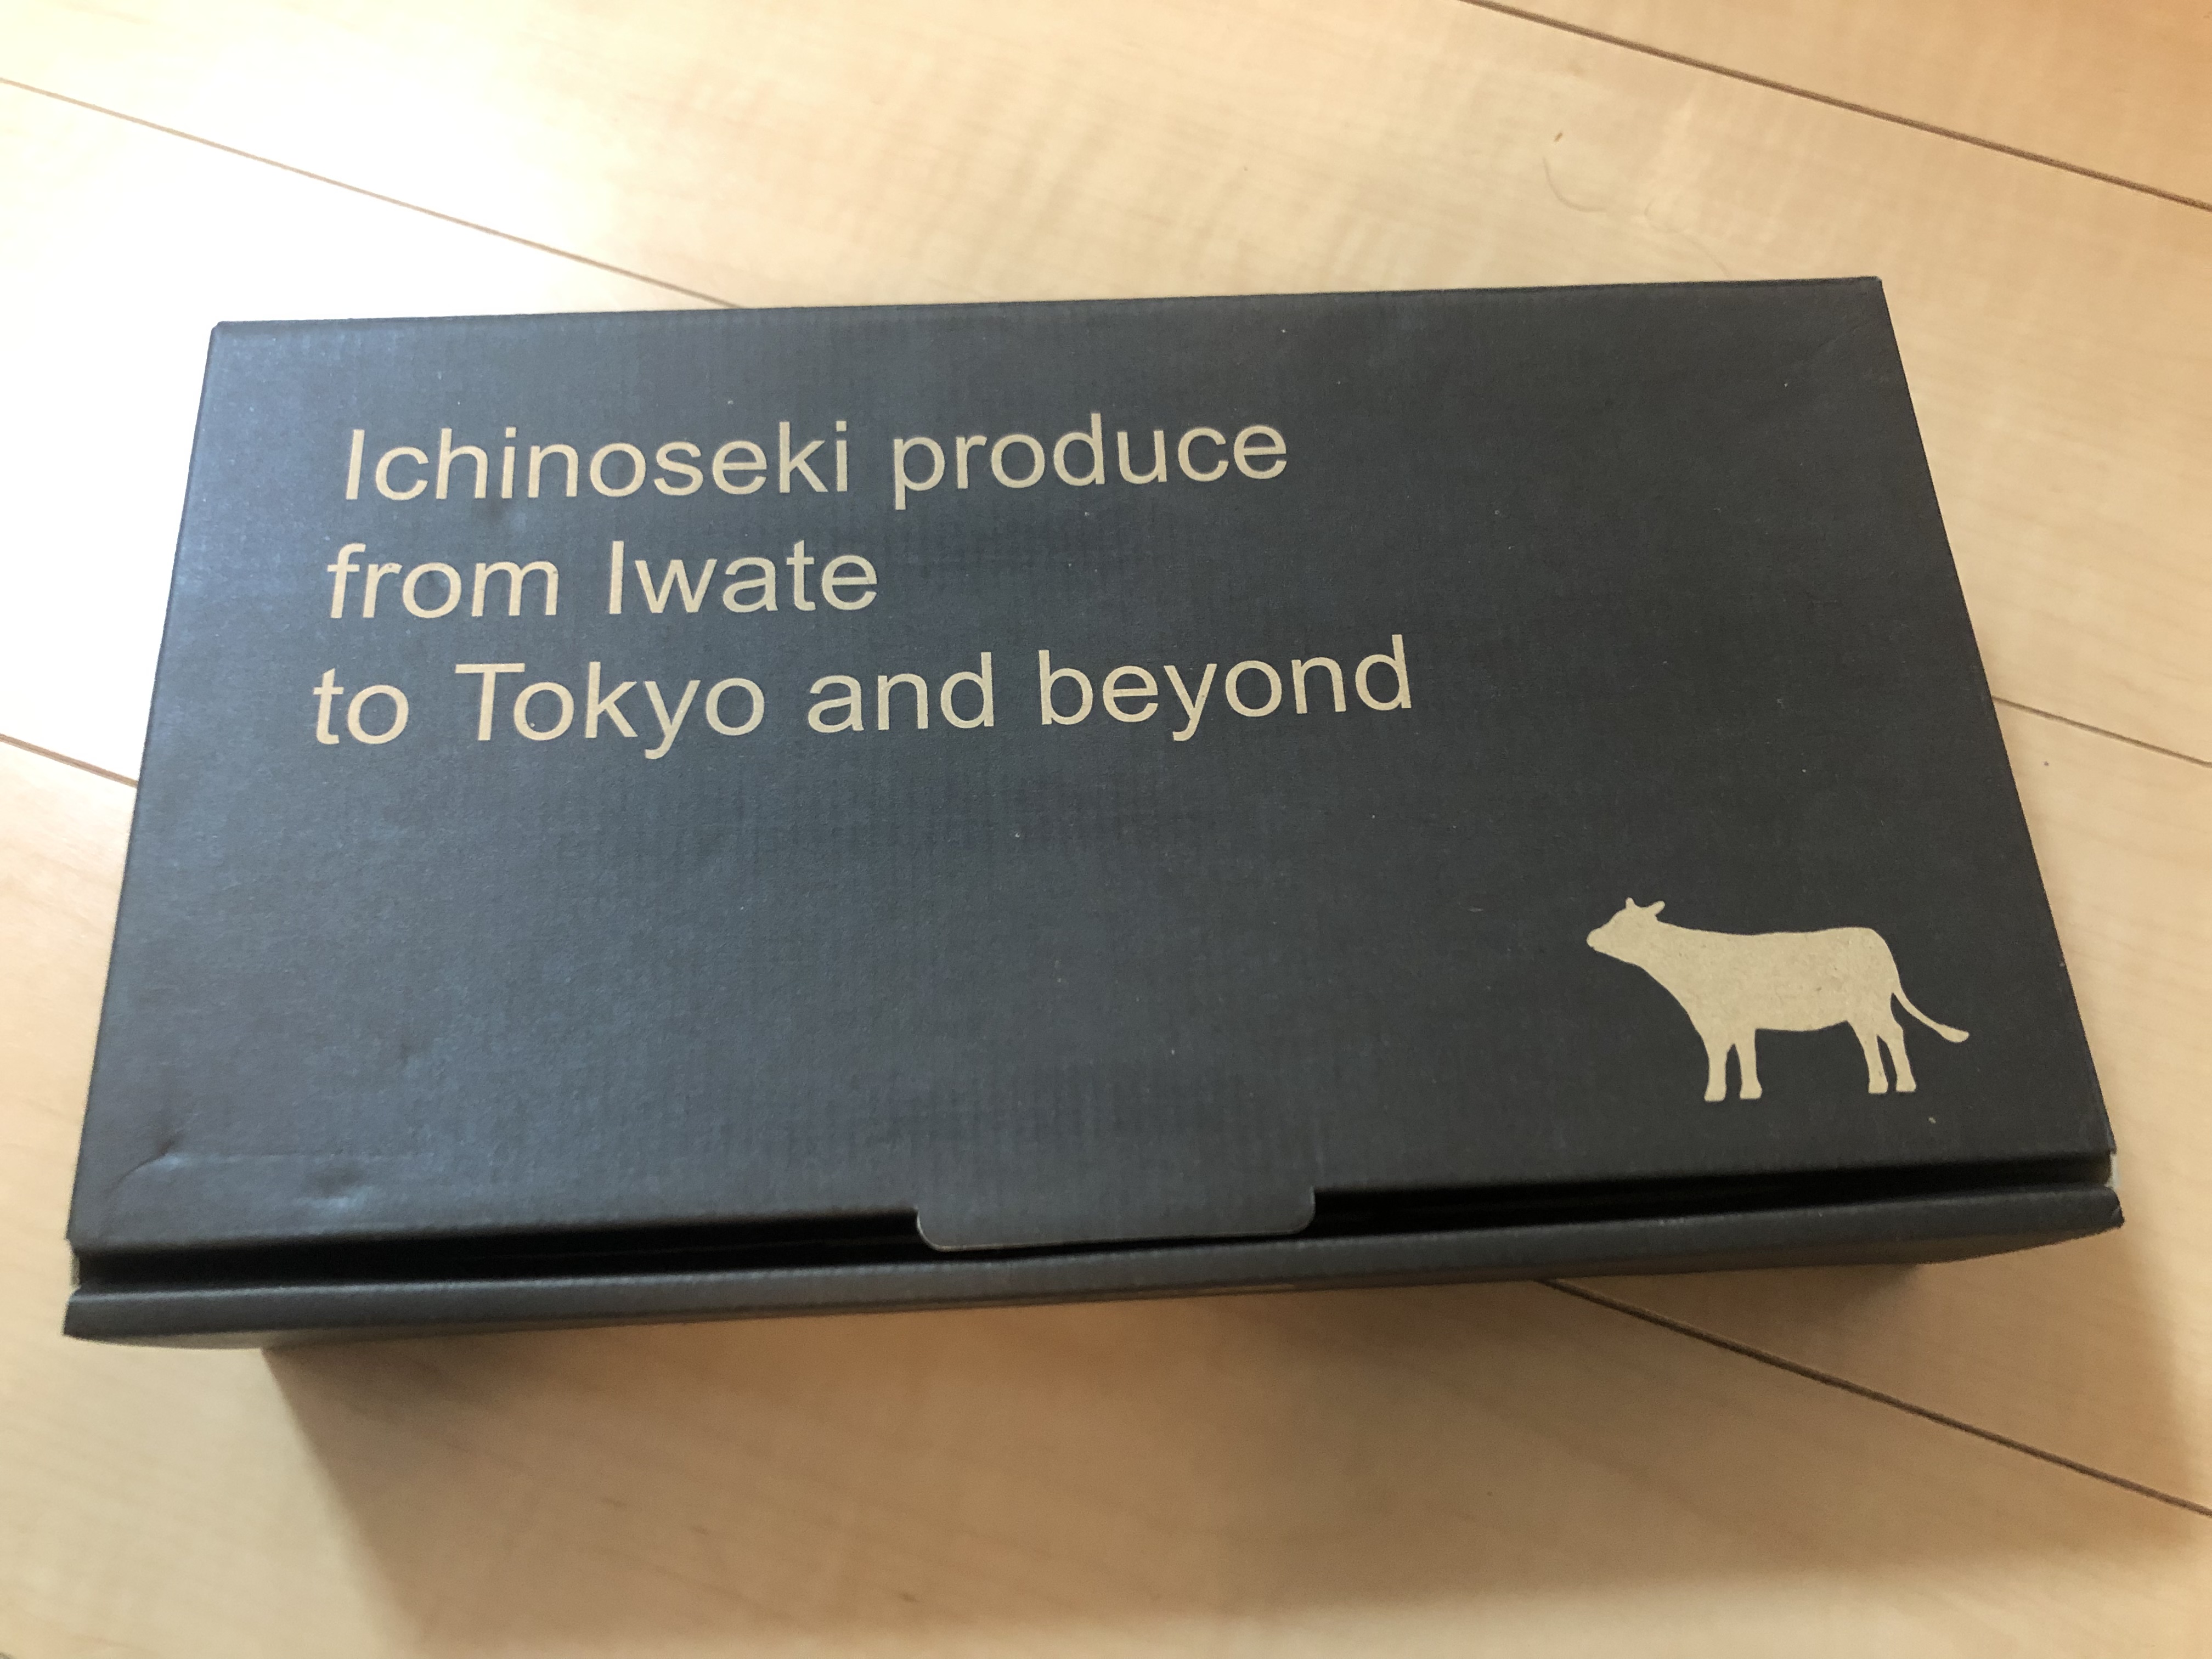 Ichinoseki produce
from Iwate
to Tokyo and beyond